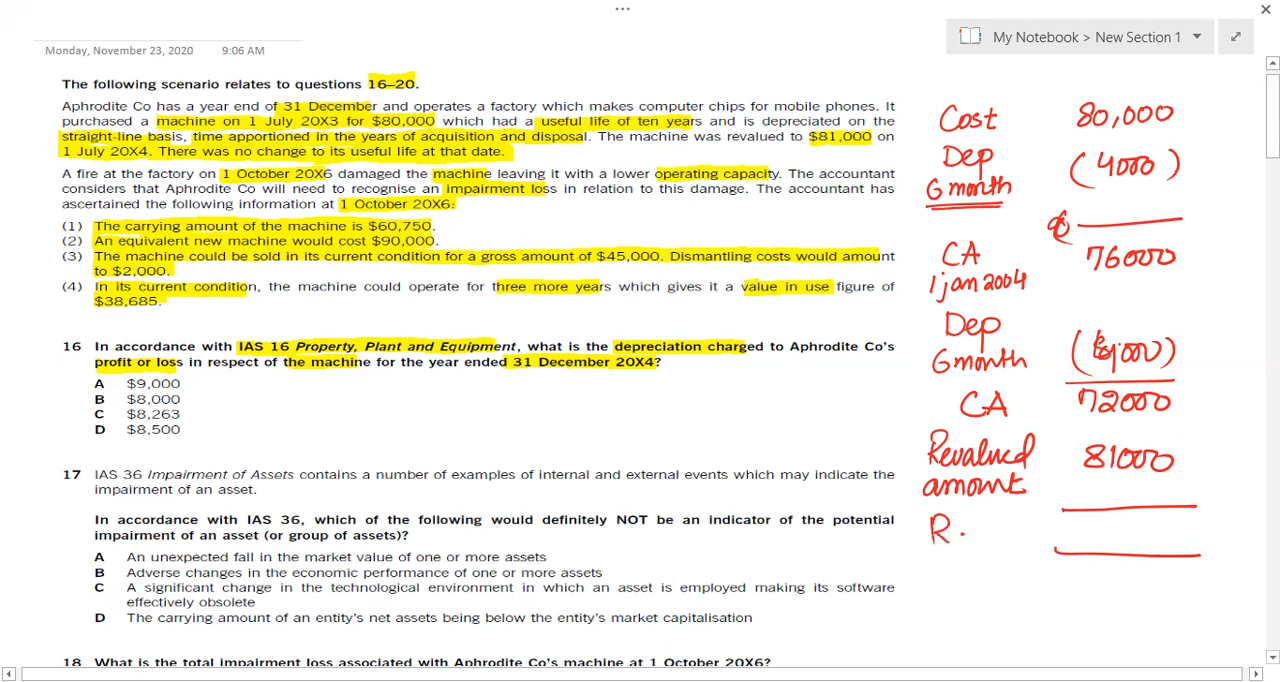 Monday, November 23, 2020 9:06 AM
My Notebook > New Section 1
The following scenario relates to questions 16–20.
Aphrodite Co has a year end of 31 December and operates a factory which makes computer chips for mobile phones. It
purchased a machine on 1 July 20X3 for $80,000 which had a useful life of ten years and is depreciated on the
straight-line basis, time apportioned in the years of acquisition and disposal. The machine was revalued to $81,000 on
1 July 20X4. There was no change to its useful life at that date.
A fire at the factory on 1 October 20X6 damaged the machine leaving it with a lower operating capacity. The accountant
considers that Aphrodite Co will need to recognise an impairment loss in relation to this damage. The accountant has
ascertained the following information at 1 October 20X6:
(1) The carrying amount of the machine is $60,750.
(2) An equivalent new machine would cost $90,000.
(3) The machine could be sold in its current condition for a gross amount of $45,000. Dismantling costs would amount
to $2,000.
(4) In its current condition, the machine could operate for three more years which gives it a value in use figure of
$38,685.
16 In accordance with IAS 16 Property, Plant and Equipment, what is the depreciation charged to Aphrodite Co's
profit or loss in respect of the machine for the year ended 31 December 20X4?
A $9,000
B $8,000
C $8,263
D $8,500
17 IAS 36 Impairment of Assets contains a number of examples of internal and external events which may indicate the
impairment of an asset.
In accordance with IAS 36, which of the following would definitely NOT be an indicator of the potential
impairment of an asset (or group of assets)?
A An unexpected fall in the market value of one or more assets
B Adverse changes in the economic performance of one or more assets
C A significant change in the technological environment in which an asset is employed making its software
effectively obsolete
D The carrying amount of an entity's net assets being below the entity's market capitalisation
18 What is the total impairment loss associated with Aphrodite Co's machine at 1 October 20X6?
Cost 80,000
Dep (4000)
6 month
CA 76000
1 jan 2004
Dep
6 month
CA 72000
Revalued 81000
amount
R.